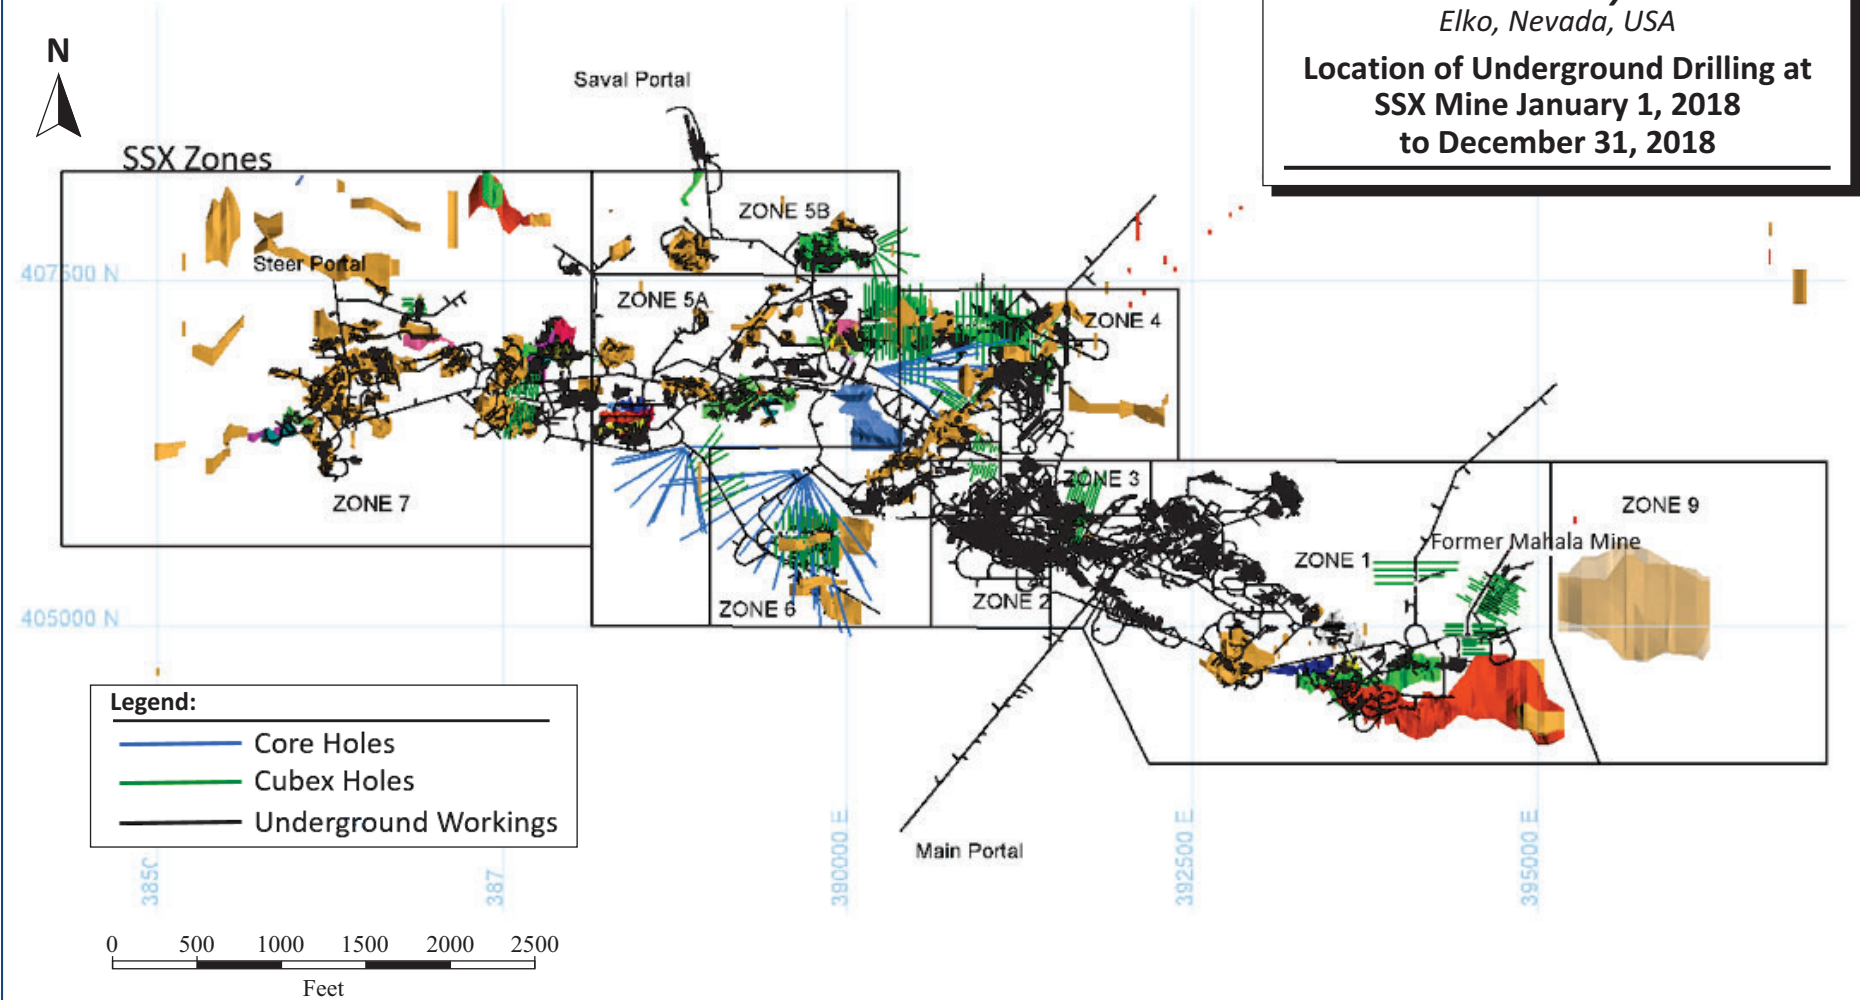 Elko, Nevada, USA
Location of Underground Drilling at
SSX Mine January 1, 2018
to December 31, 2018
N
Saval Portal
SSX Zones
ZONE 5B
Steer Portal
407500 N
ZONE 5A
ZONE 4
ZONE 7
ZONE 3
ZONE 9
Former Mahala Mine
ZONE 1
ZONE 6
ZONE 2
405000 N
Legend:
Core Holes
Cubex Holes
Underground Workings
Main Portal
387
390000 E
392500 E
395000 E
0 500 1000 1500 2000 2500
Feet